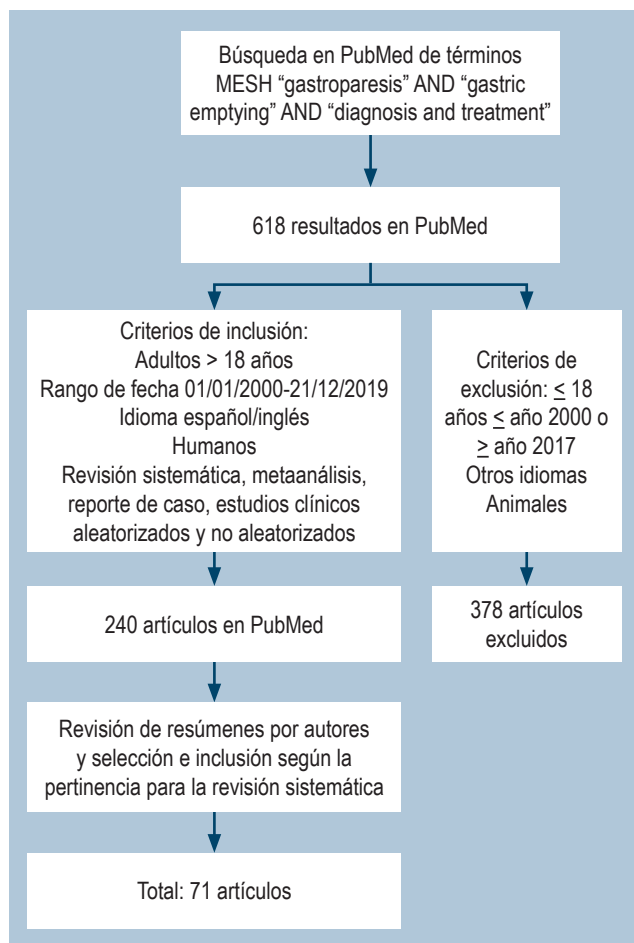 Búsqueda en PubMed de términos
MESH “gastroparesis” AND “gastric
emptying” AND “diagnosis and treatment”
618 resultados en PubMed
Criterios de inclusión:
Adultos > 18 años
Rango de fecha 01/01/2000-21/12/2019
Idioma español/inglés
Humanos
Revisión sistemática, metaanálisis,
reporte de caso, estudios clínicos
aleatorizados y no aleatorizados
Criterios de
exclusión: ≤ 18
años ≤ año 2000 o
≥ año 2017
Otros idiomas
Animales
240 artículos en PubMed
378 artículos
excluidos
Revisión de resúmenes por autores
y selección e inclusión según la
pertinencia para la revisión sistemática
Total: 71 artículos